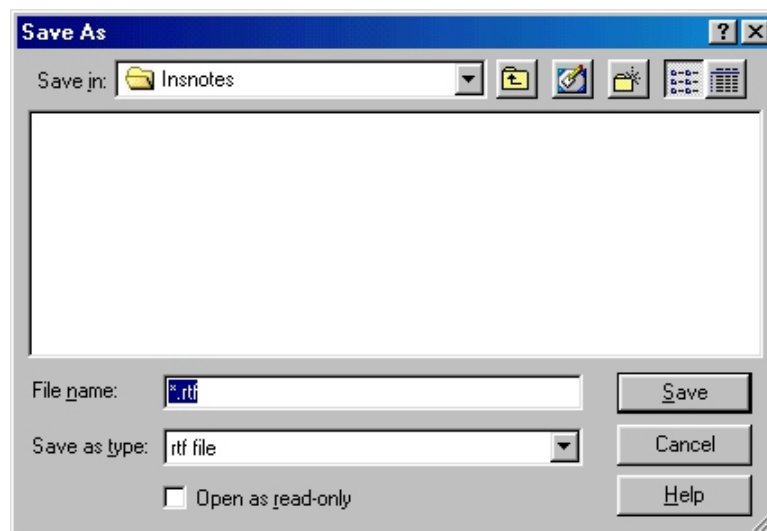 Save As
Save in: Insnotes
File name: *.rtf
Save
Save as type: rtf file
Cancel
Open as read-only
Help